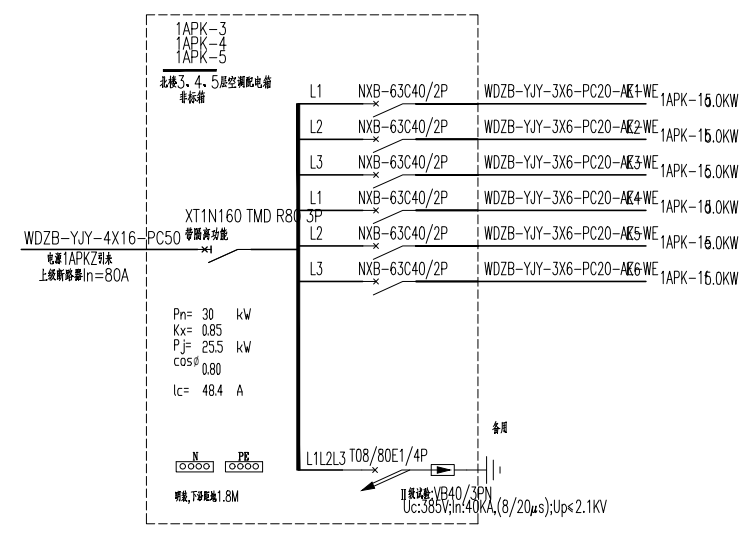 1APK-3
1APK-4
1APK-5
北楼3、4、5层空调配电箱
非标箱
L1 NXB-63C40/2P WDZB-YJY-3X6-PC20-AK1-WE 1APK-1 5.0KW
L2 NXB-63C40/2P WDZB-YJY-3X6-PC20-AK2-WE 1APK-1 5.0KW
L3 NXB-63C40/2P WDZB-YJY-3X6-PC20-AK3-WE 1APK-1 5.0KW
L1 NXB-63C40/2P WDZB-YJY-3X6-PC20-AK4-WE 1APK-1 5.0KW
L2 NXB-63C40/2P WDZB-YJY-3X6-PC20-AK5-WE 1APK-1 5.0KW
L3 NXB-63C40/2P WDZB-YJY-3X6-PC20-AK6-WE 1APK-1 5.0KW
XT1N160 TMD R80 3P
带隔离功能
WDZB-YJY-4X16-PC50
电源1APKZ引来
上级断路器In=80A
Pn= 30 kW
Kx= 0.85
Pj= 25.5 kW
cosø 0.80
Ic= 48.4 A
备用
N PE
L1L2L3 T08/80E1/4P
明装,下沿距地1.8M
II级试验:VB40/3PN
Uc:385V;In:40KA,(8/20μs);Up≤2.1KV